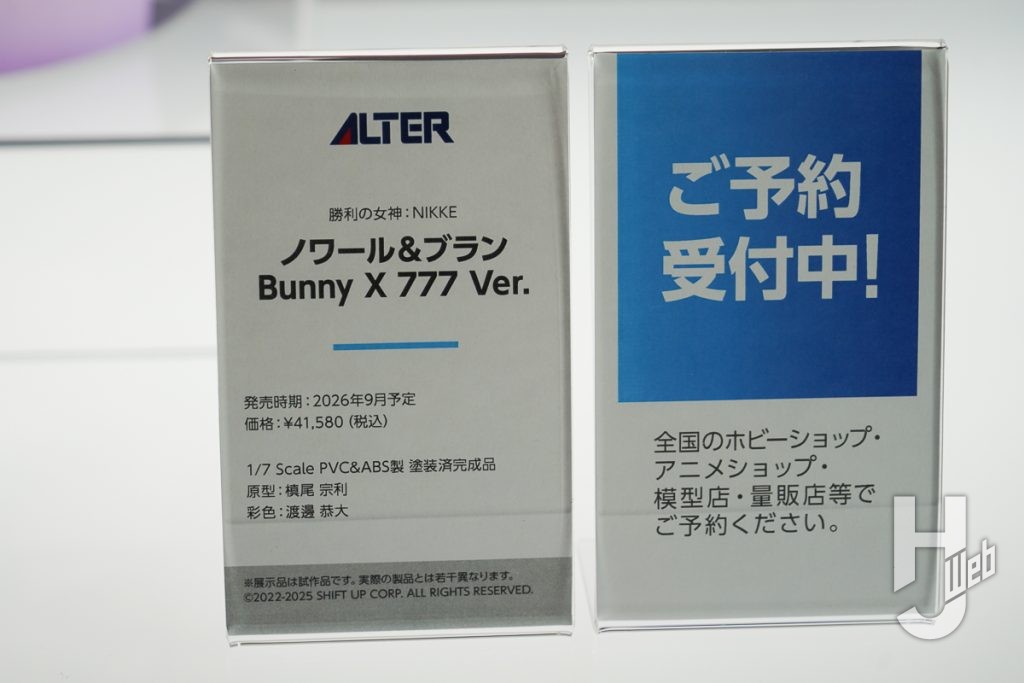 ALTER
勝利の女神：NIKKE
ノワール＆ブラン
Bunny X 777 Ver.
発売時期：2026年9月予定
価格：¥41,580（税込）
1/7 Scale PVC&ABS製 塗装済完成品
原型：槙尾 宗利
彩色：渡邊 恭大
※展示品は試作品です。実際の製品とは若干異なります。
©2022-2025 SHIFT UP CORP. ALL RIGHTS RESERVED.
ご予約
受付中！
全国のホビーショップ・
アニメショップ・
模型店・量販店等で
ご予約ください。
HJ Web